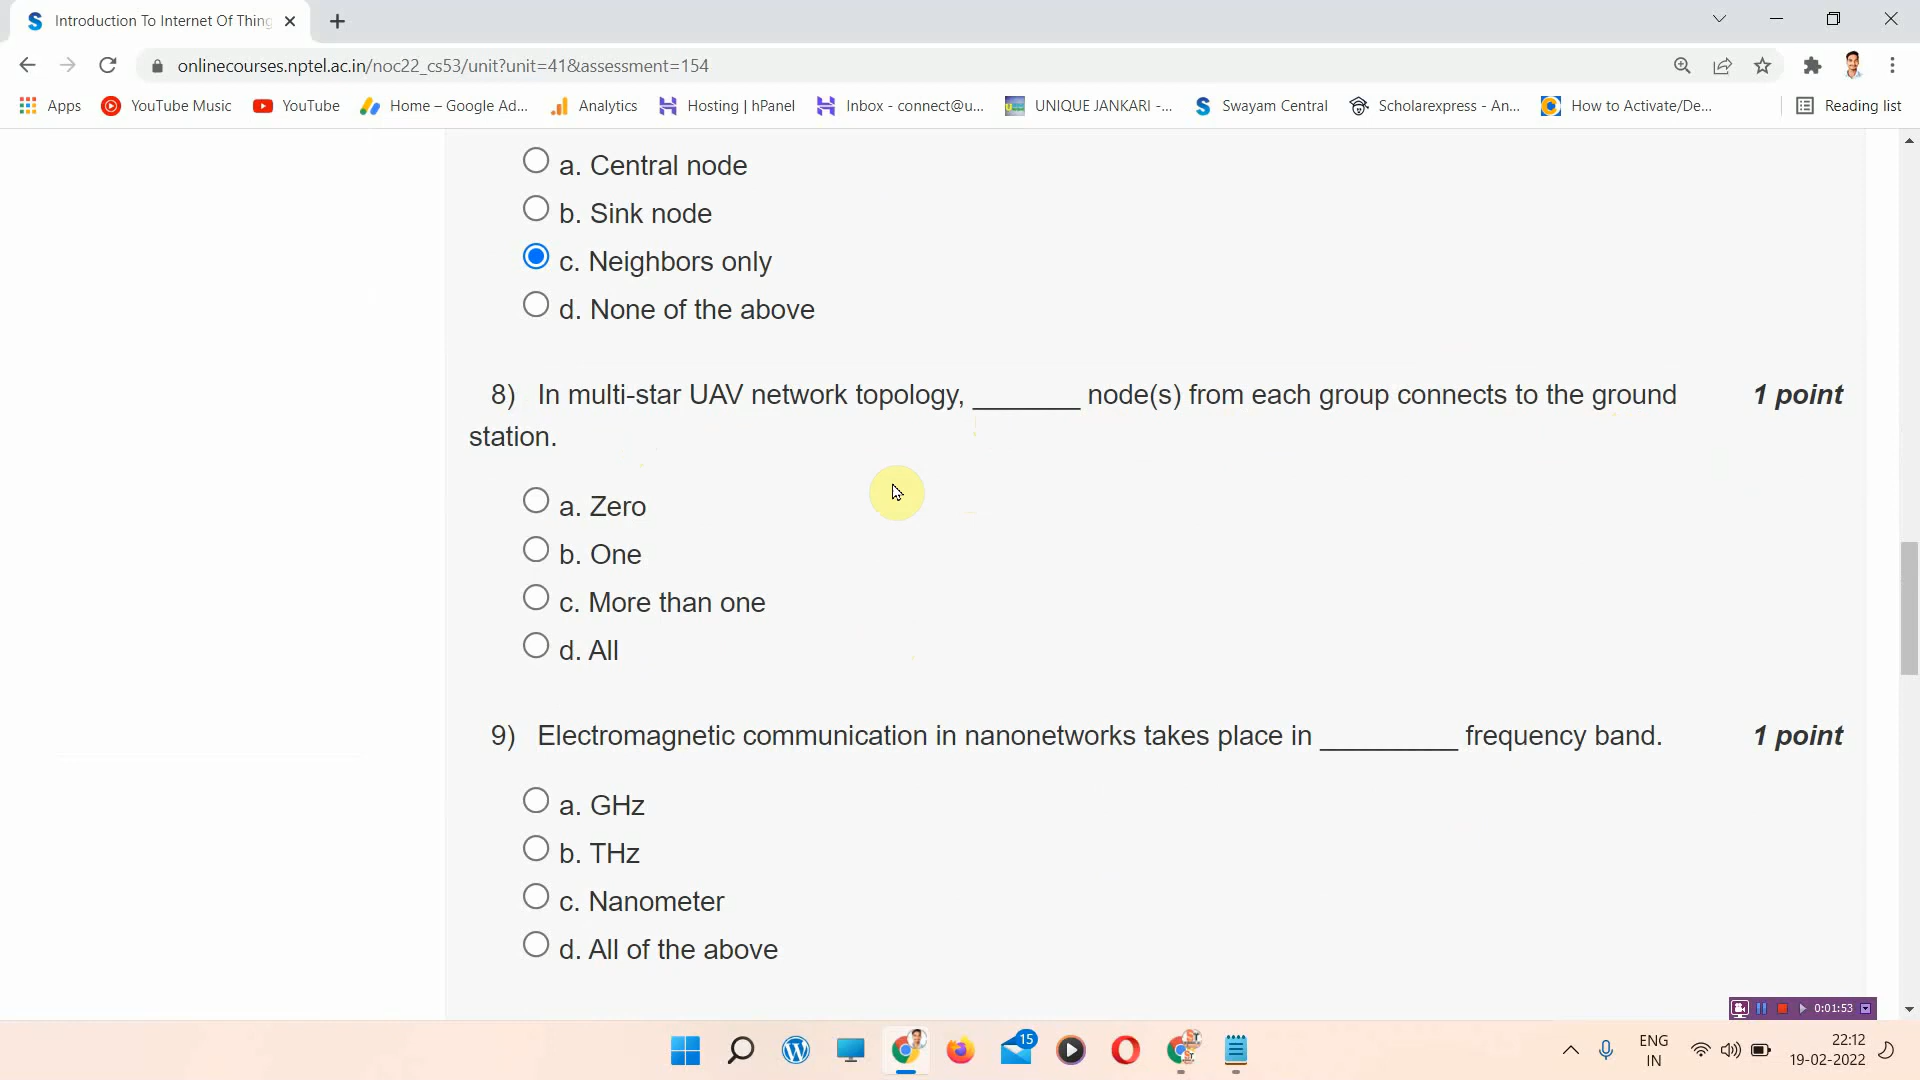 Introduction To Internet Of Thing
onlinecourses.nptel.ac.in/noc22_cs53/unit?unit=41&assessment=154
Apps YouTube Music YouTube Home – Google Ad... Analytics Hosting | hPanel Inbox - connect@u... UNIQUE JANKARI -... Swayam Central Scholarexpress - An... How to Activate/De... Reading list
a. Central node
b. Sink node
c. Neighbors only
d. None of the above
8) In multi-star UAV network topology, _______ node(s) from each group connects to the ground 1 point
station.
a. Zero
b. One
c. More than one
d. All
9) Electromagnetic communication in nanonetworks takes place in _________ frequency band. 1 point
a. GHz
b. THz
c. Nanometer
d. All of the above
0:01:53
15
ENG 22:12
IN 19-02-2022